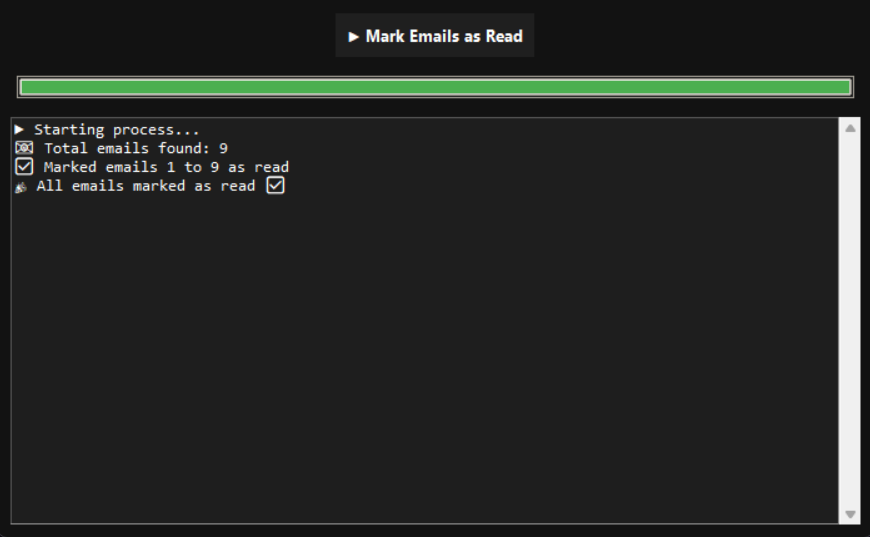 ► Mark Emails as Read
► Starting process...
📧 Total emails found: 9
☑ Marked emails 1 to 9 as read
🎉 All emails marked as read ☑